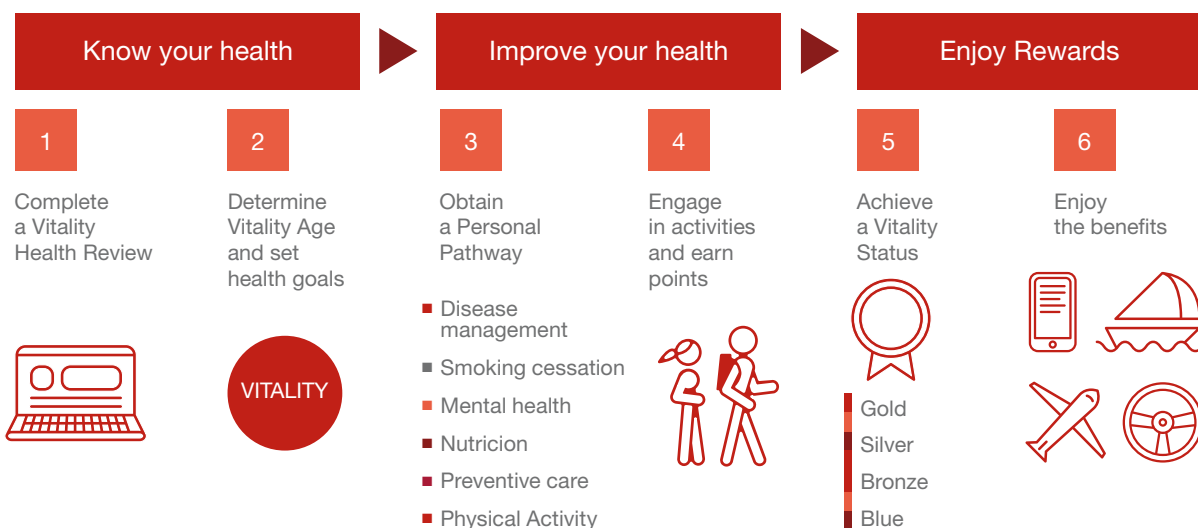 Know your health
Improve your health
Enjoy Rewards
1
Complete
a Vitality
Health Review
2
Determine
Vitality Age
and set
health goals
VITALITY
3
Obtain
a Personal
Pathway
Disease
management
Smoking cessation
Mental health
Nutricion
Preventive care
Physical Activity
4
Engage
in activities
and earn
points
5
Achieve
a Vitality
Status
Gold
Silver
Bronze
Blue
6
Enjoy
the benefits